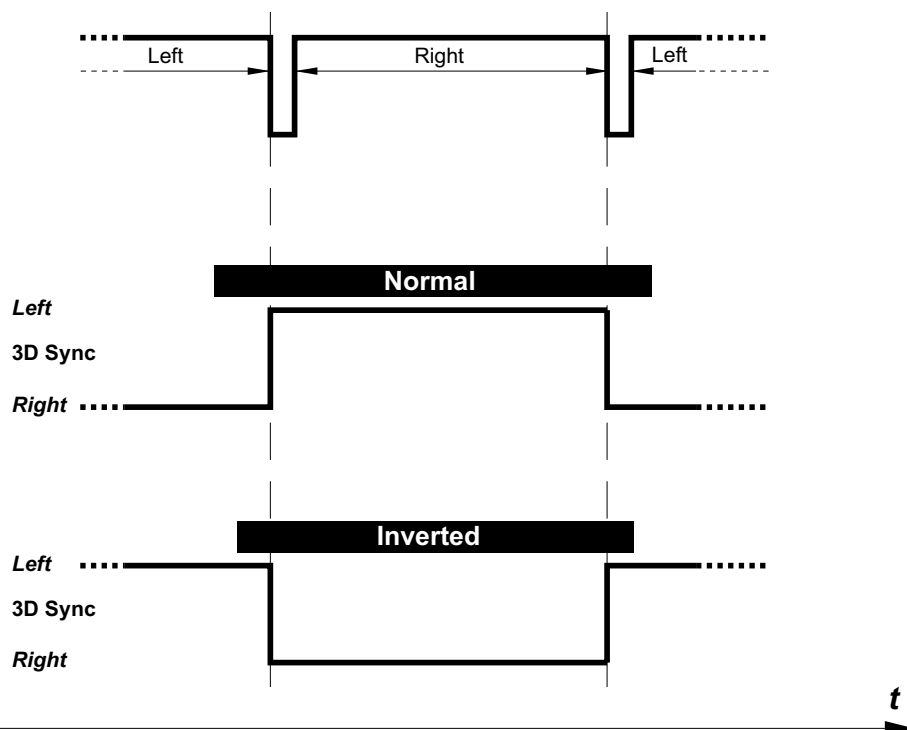 Left Right Left
Normal
Left
3D Sync
Right
Inverted
Left
3D Sync
Right
t